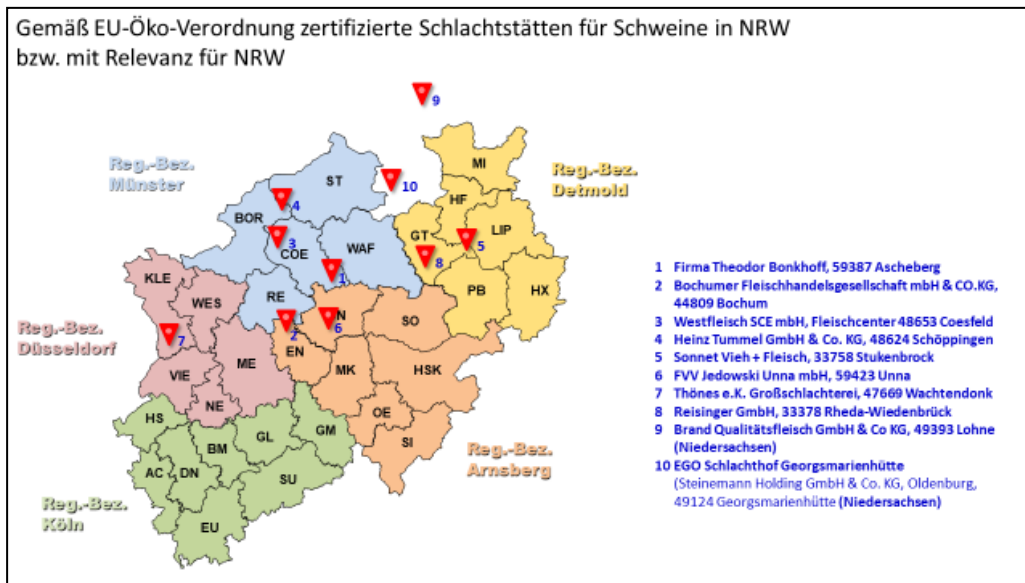 Gemäß EU-Öko-Verordnung zertifizierte Schlachtstätten für Schweine in NRW
bzw. mit Relevanz für NRW
9
MI
Reg.-Bez.
Münster
ST
10
Reg.-Bez.
Detmold
HF
4
BOR
LIP
GT
3
COE
WAF
5
8
KLE
1
PB
HX
WES
RE
SO
2
N
6
7
EN
Reg.-Bez.
Düsseldorf
ME
HSK
VIE
MK
NE
OE
HS
GM
GL
SI
BM
Reg.-Bez.
Arnsberg
AC
DN
SU
Reg.-Bez.
Köln
EU
1 Firma Theodor Bonkhoff, 59387 Ascheberg
2 Bochumer Fleischhandelsgesellschaft mbH & CO.KG,
44809 Bochum
3 Westfleisch SCE mbH, Fleischcenter 48653 Coesfeld
4 Heinz Tummel GmbH & Co. KG, 48624 Schöppingen
5 Sonnet Vieh + Fleisch, 33758 Stukenbrock
6 FVV Jedowski Unna mbH, 59423 Unna
7 Thönes e.K. Großschlachterei, 47669 Wachtendonk
8 Reisinger GmbH, 33378 Rheda-Wiedenbrück
9 Brand Qualitätsfleisch GmbH & Co KG, 49393 Lohne
(Niedersachsen)
10 EGO Schlachthof Georgsmarienhütte
(Steinemann Holding GmbH & Co. KG, Oldenburg,
49124 Georgsmarienhütte (Niedersachsen)